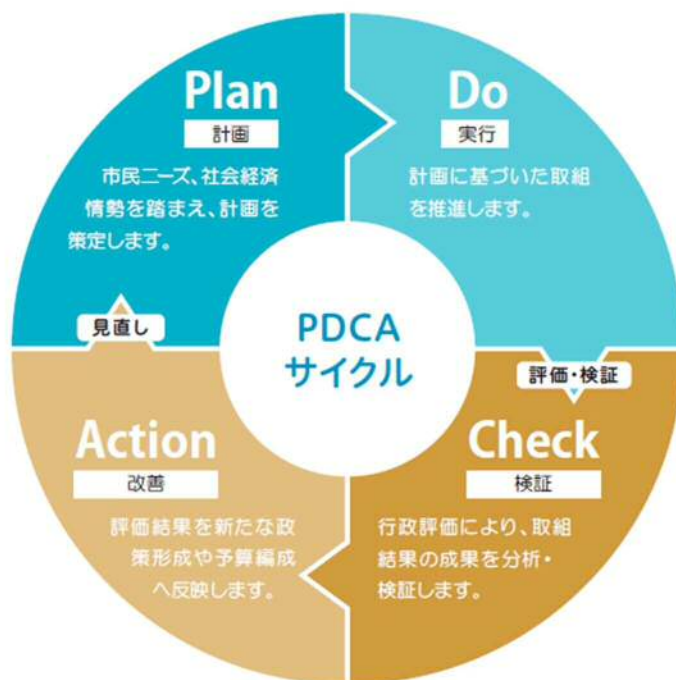 Plan
計画
市民ニーズ、社会経済
情勢を踏まえ、計画を
策定します。
Do
実行
計画に基づいた取組
を推進します。
見直し
PDCA
サイクル
評価・検証
Action
改善
評価結果を新たな政
策形成や予算編成
へ反映します。
Check
検証
行政評価により、取組
結果の成果を分析・
検証します。